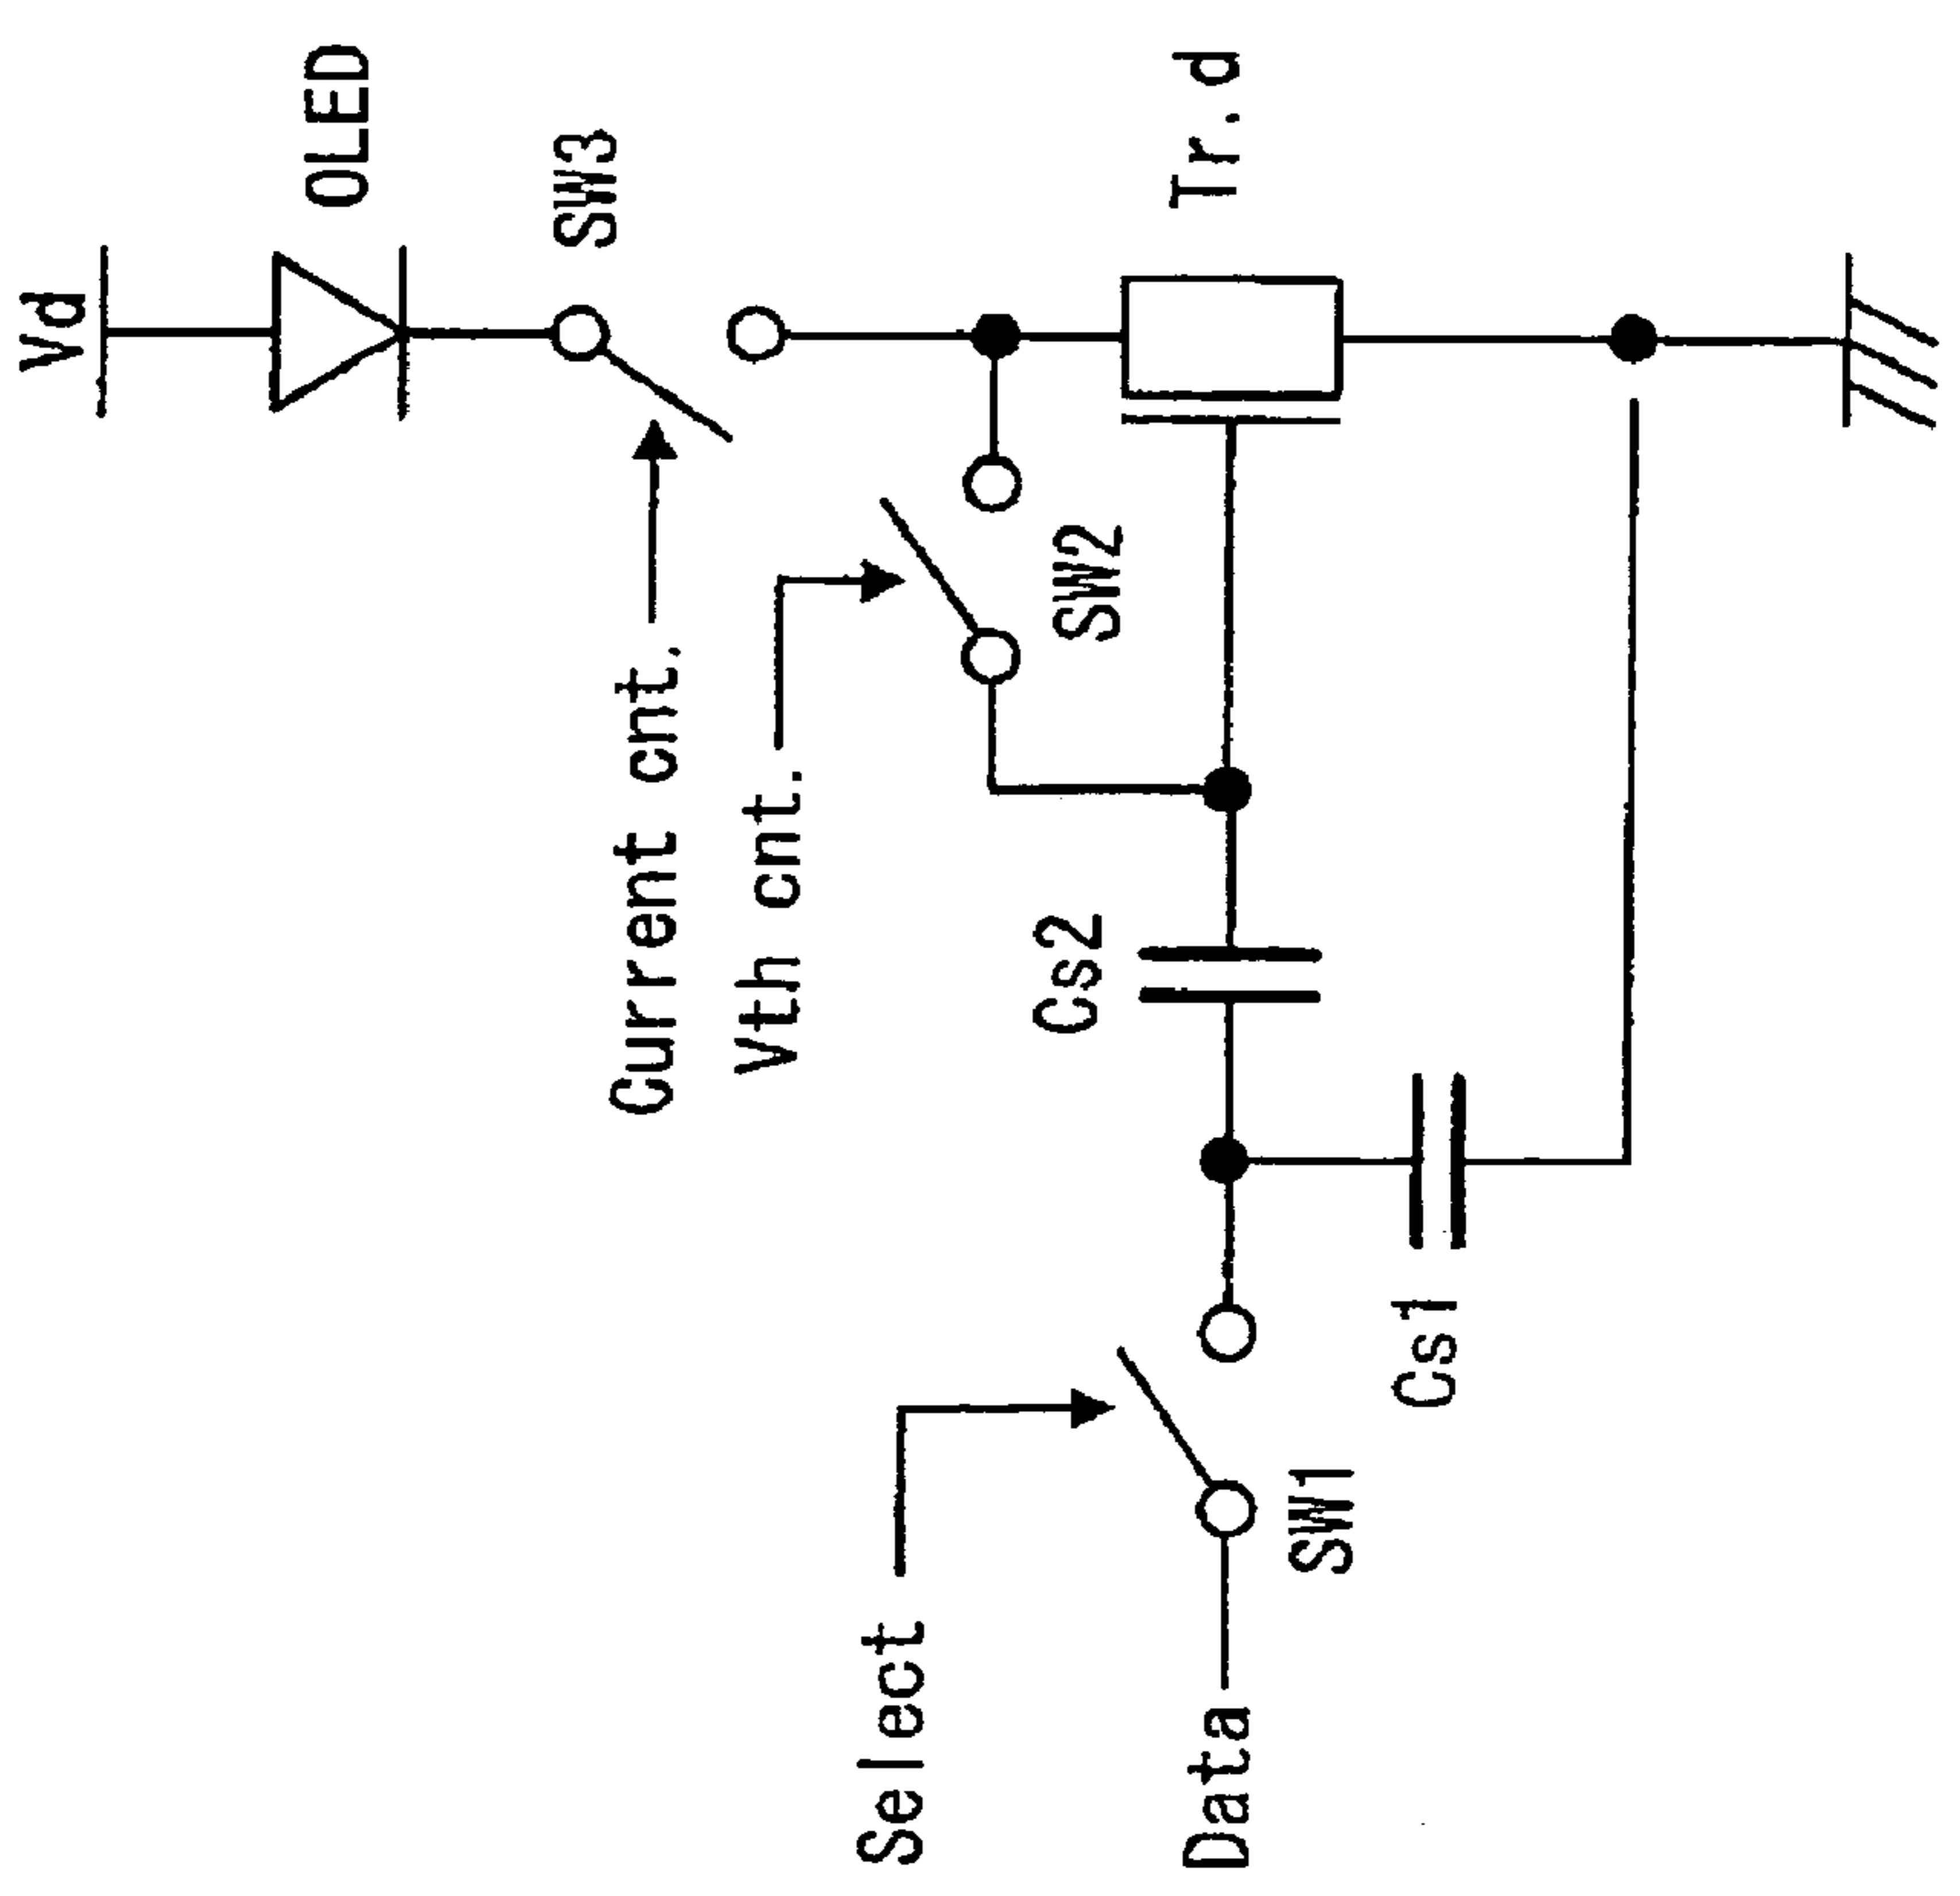 Vd
OLED
SW3
Tr.d
Current cnt.
Vth cnt.
SW2
Cs2
Cs1
Select
SW1
Data